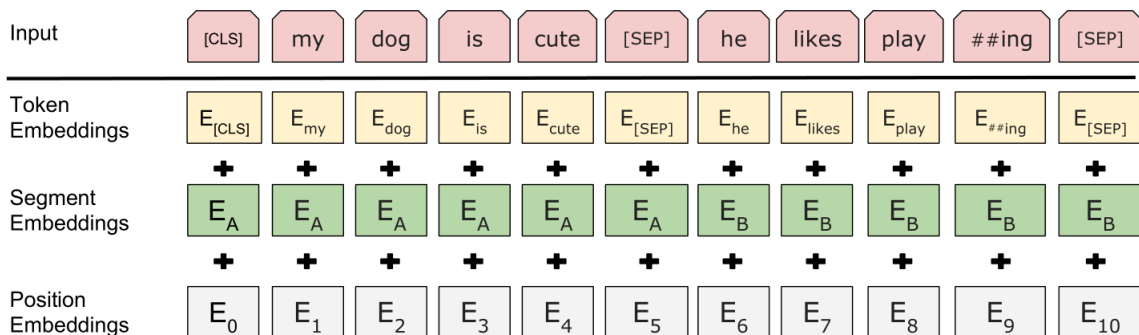 Input [CLS] my dog is cute [SEP] he likes play ##ing [SEP]
Token Embeddings E[CLS] Emy Edog Eis Ecute E[SEP] Ehe Elikes Eplay E##ing E[SEP]
+ + + + + + + + + + +
Segment Embeddings EA EA EA EA EA EA EB EB EB EB EB
+ + + + + + + + + + +
Position Embeddings E0 E1 E2 E3 E4 E5 E6 E7 E8 E9 E10